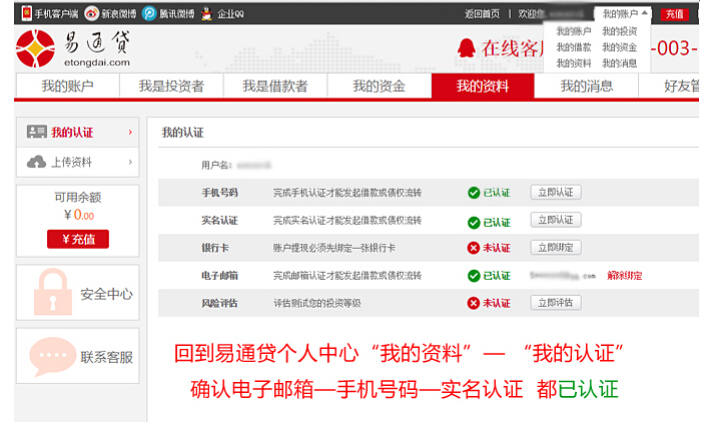 手机客户端 新浪微博 腾讯微博 企业QQ 返回首页 | 欢迎您 我的账户 充值
易通贷
etongdai.com
在线客服
-003-
我的账户 我的投资
我的借款 我的资金
我的资料 我的消息
我的账户 我是投资者 我是借款者 我的资金 我的资料 我的消息 好友管
我的认证 >
上传资料 >
可用余额
¥ 0.00
¥ 充值
安全中心
联系客服
我的认证
用户名:
手机号码 完成手机认证才能发起借款或债权流转 已认证 立即认证
实名认证 完成实名认证才能发起借款或债权流转 已认证 立即认证
银行卡 账户提现必须先绑定一张银行卡 未认证 立即绑定
电子邮箱 完成邮箱认证才能发起借款或债权流转 已认证 .com 解除绑定
风险评估 评估测试您的投资等级 未认证 立即评估
回到易通贷个人中心“我的资料”— “我的认证”
确认电子邮箱—手机号码—实名认证 都已认证